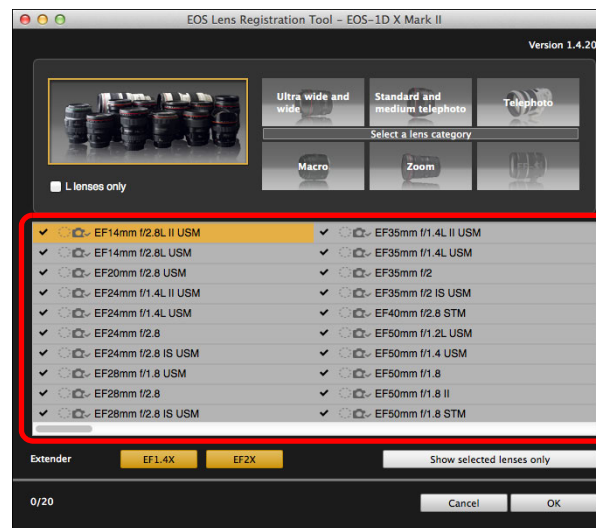 EOS Lens Registration Tool - EOS-1D X Mark II
Version 1.4.20
Ultra wide and wide
Standard and medium telephoto
Telephoto
Select a lens category
Macro
Zoom
L lenses only
EF14mm f/2.8L II USM
EF14mm f/2.8L USM
EF20mm f/2.8 USM
EF24mm f/1.4L II USM
EF24mm f/1.4L USM
EF24mm f/2.8
EF24mm f/2.8 IS USM
EF28mm f/1.8 USM
EF28mm f/2.8
EF28mm f/2.8 IS USM
EF35mm f/1.4L II USM
EF35mm f/1.4L USM
EF35mm f/2
EF35mm f/2 IS USM
EF40mm f/2.8 STM
EF50mm f/1.2L USM
EF50mm f/1.4 USM
EF50mm f/1.8
EF50mm f/1.8 II
EF50mm f/1.8 STM
Extender
EF1.4X
EF2X
Show selected lenses only
0/20
Cancel
OK